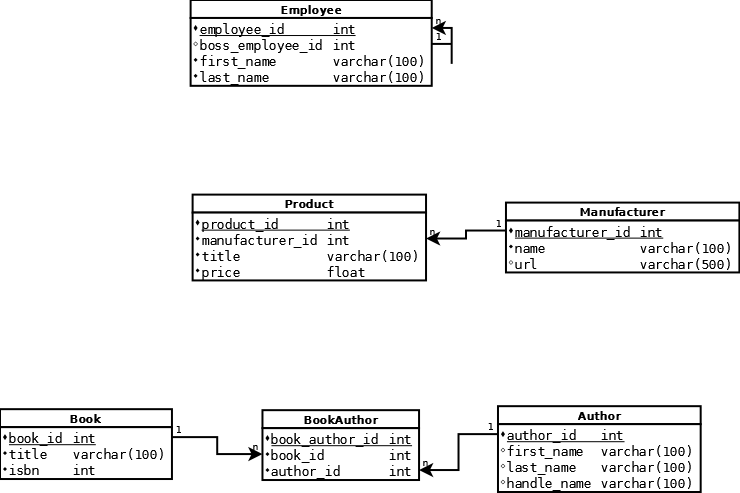 Employee
employee_id int
n
boss_employee_id int
1
first_name varchar(100)
last_name varchar(100)
Product
product_id int
manufacturer_id int
title varchar(100)
price float
n
1
Manufacturer
manufacturer_id int
name varchar(100)
url varchar(500)
Book
book_id int
title varchar(100)
isbn int
1
n
BookAuthor
book_author_id int
book_id int
author_id int
n
1
Author
author_id int
first_name varchar(100)
last_name varchar(100)
handle_name varchar(100)